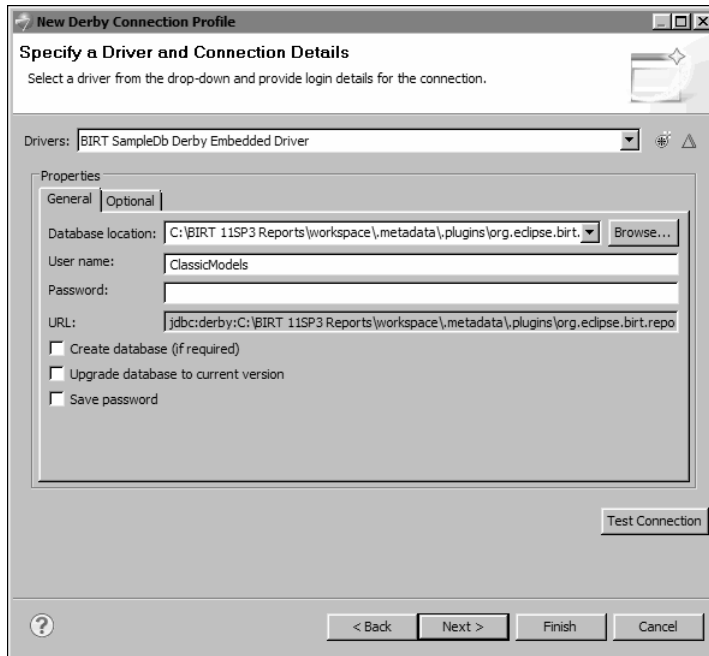 New Derby Connection Profile
Specify a Driver and Connection Details
Select a driver from the drop-down and provide login details for the connection.
Drivers: BIRT SampleDb Derby Embedded Driver
Properties
General Optional
Database location: C:\BIRT 11SP3 Reports\workspace\.metadata\.plugins\org.eclipse.birt. Browse...
User name: ClassicModels
Password:
URL: jdbc:derby:C:\BIRT 11SP3 Reports\workspace\.metadata\.plugins\org.eclipse.birt.repo
Create database (if required)
Upgrade database to current version
Save password
Test Connection
? < Back Next > Finish Cancel